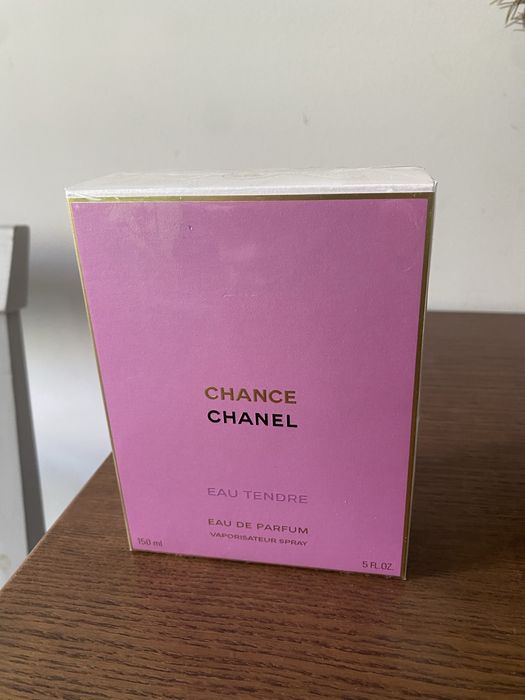 CHANCE
CHANEL
EAU TENDRE
EAU DE PARFUM
VAPORISATEUR SPRAY
150 ml
5 FL.OZ.